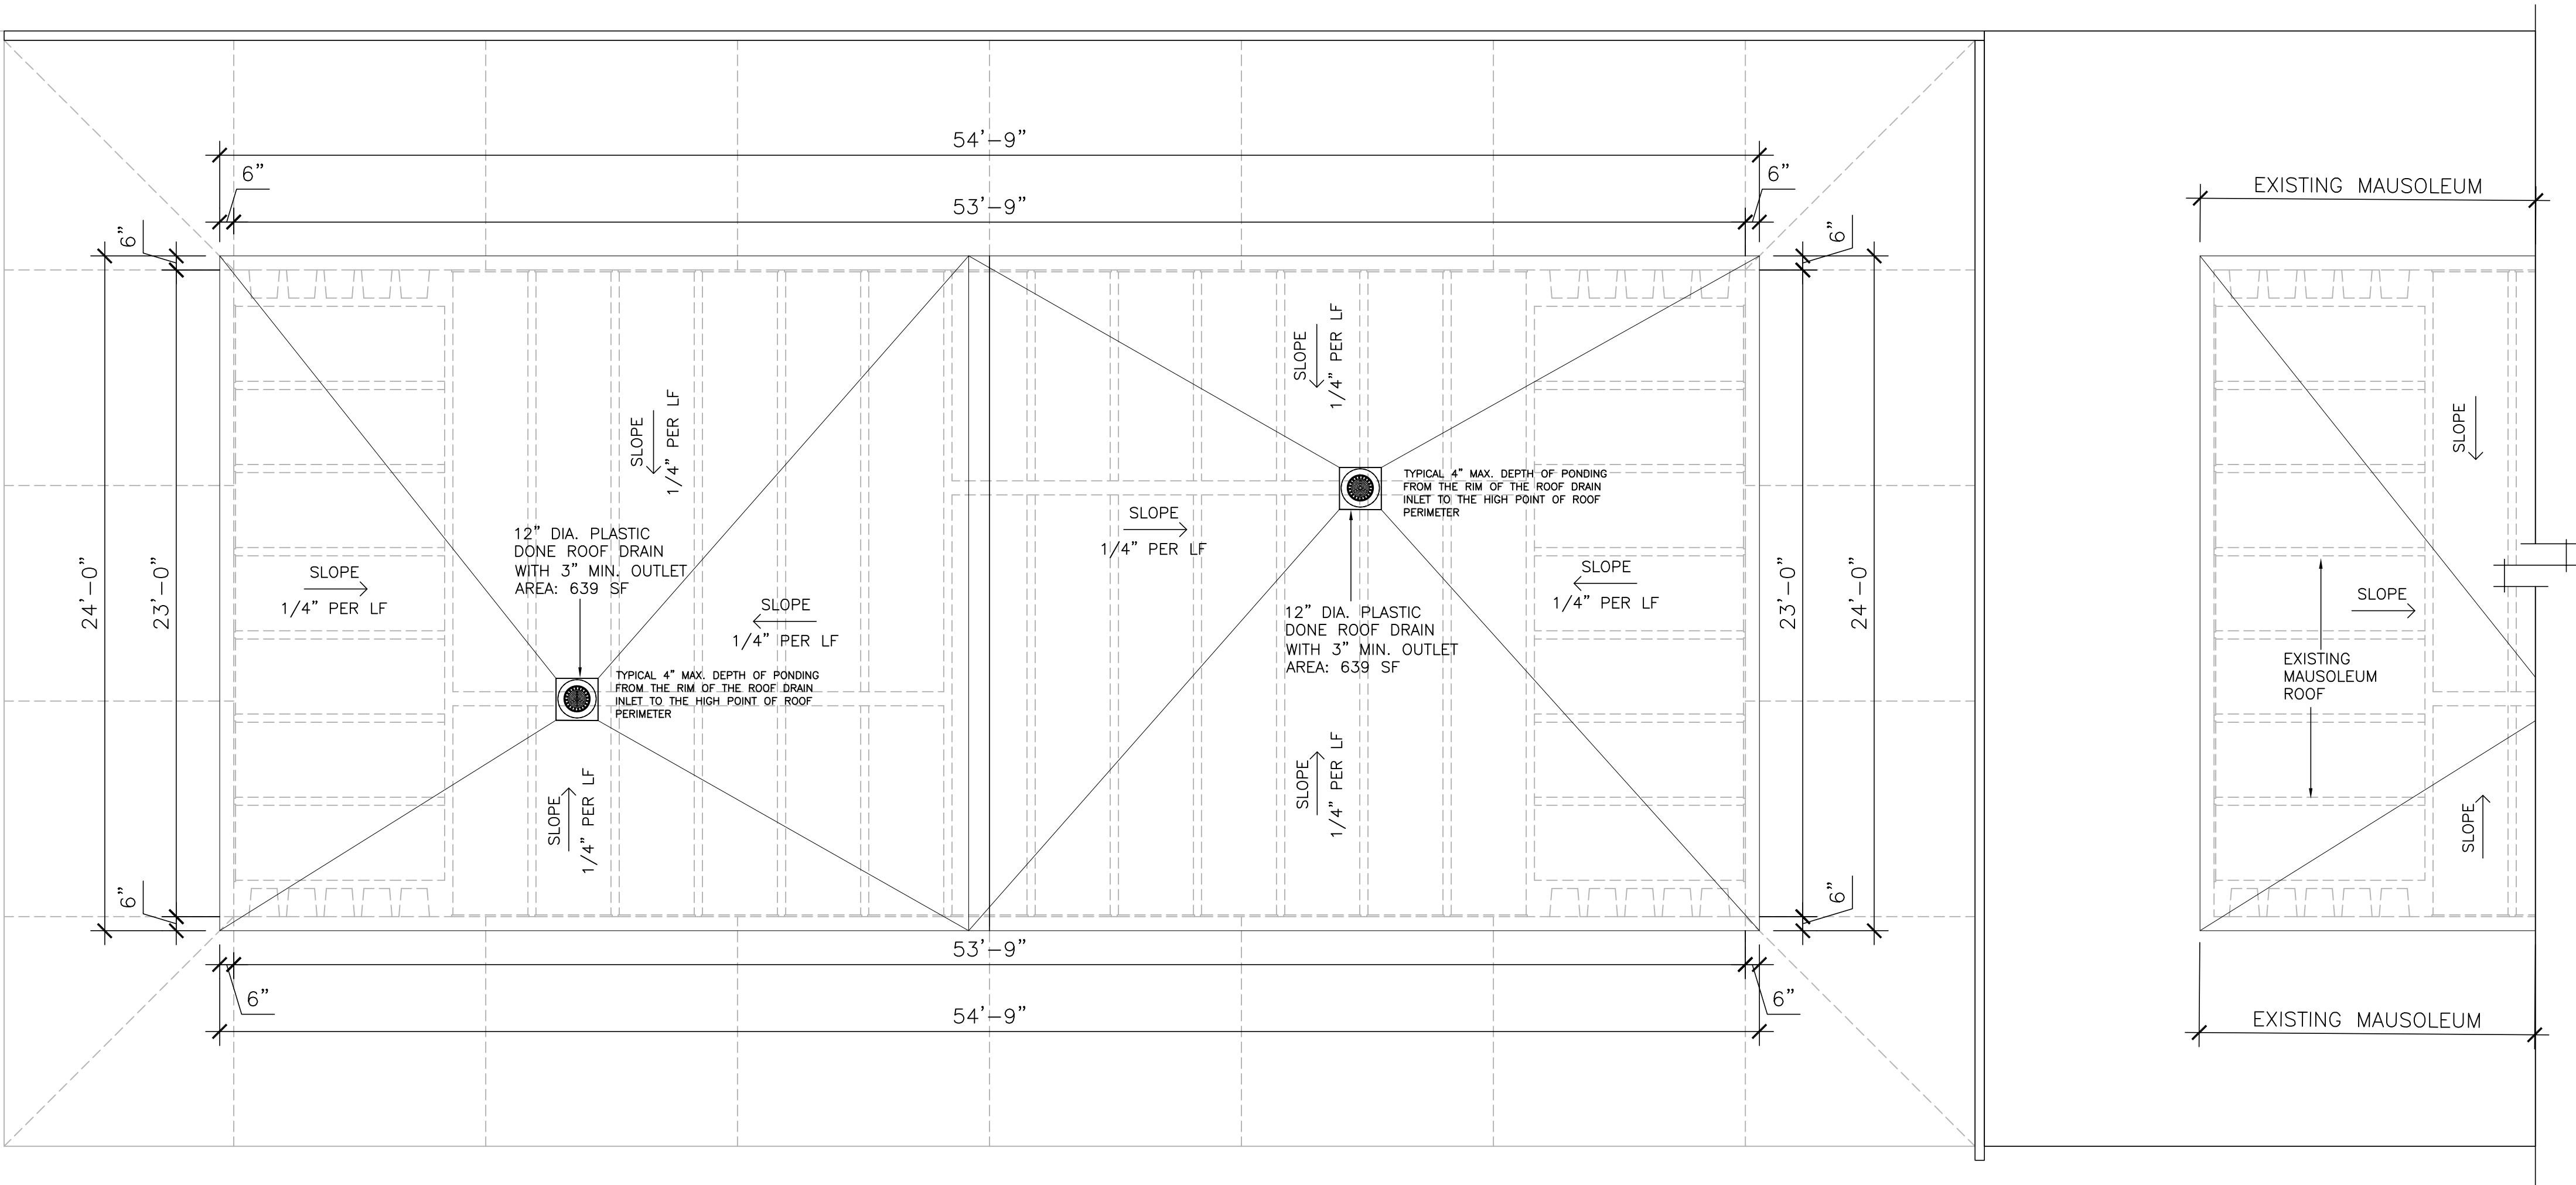 54'-9"
6"
6"
53'-9"
EXISTING MAUSOLEUM
6"
6"
24'-0"
23'-0"
SLOPE
1/4" PER LF
SLOPE
1/4" PER LF
12" DIA. PLASTIC
DONE ROOF DRAIN
WITH 3" MIN. OUTLET
AREA: 639 SF
SLOPE
1/4" PER LF
TYPICAL 4" MAX. DEPTH OF PONDING
FROM THE RIM OF THE ROOF DRAIN
INLET TO THE HIGH POINT OF ROOF
PERIMETER
SLOPE
1/4" PER LF
SLOPE
1/4" PER LF
TYPICAL 4" MAX. DEPTH OF PONDING
FROM THE RIM OF THE ROOF DRAIN
INLET TO THE HIGH POINT OF ROOF
PERIMETER
SLOPE
1/4" PER LF
12" DIA. PLASTIC
DONE ROOF DRAIN
WITH 3" MIN. OUTLET
AREA: 639 SF
SLOPE
1/4" PER LF
SLOPE
1/4" PER LF
23'-0"
24'-0"
SLOPE
SLOPE
EXISTING
MAUSOLEUM
ROOF
SLOPE
6"
6"
53'-9"
6"
6"
54'-9"
EXISTING MAUSOLEUM